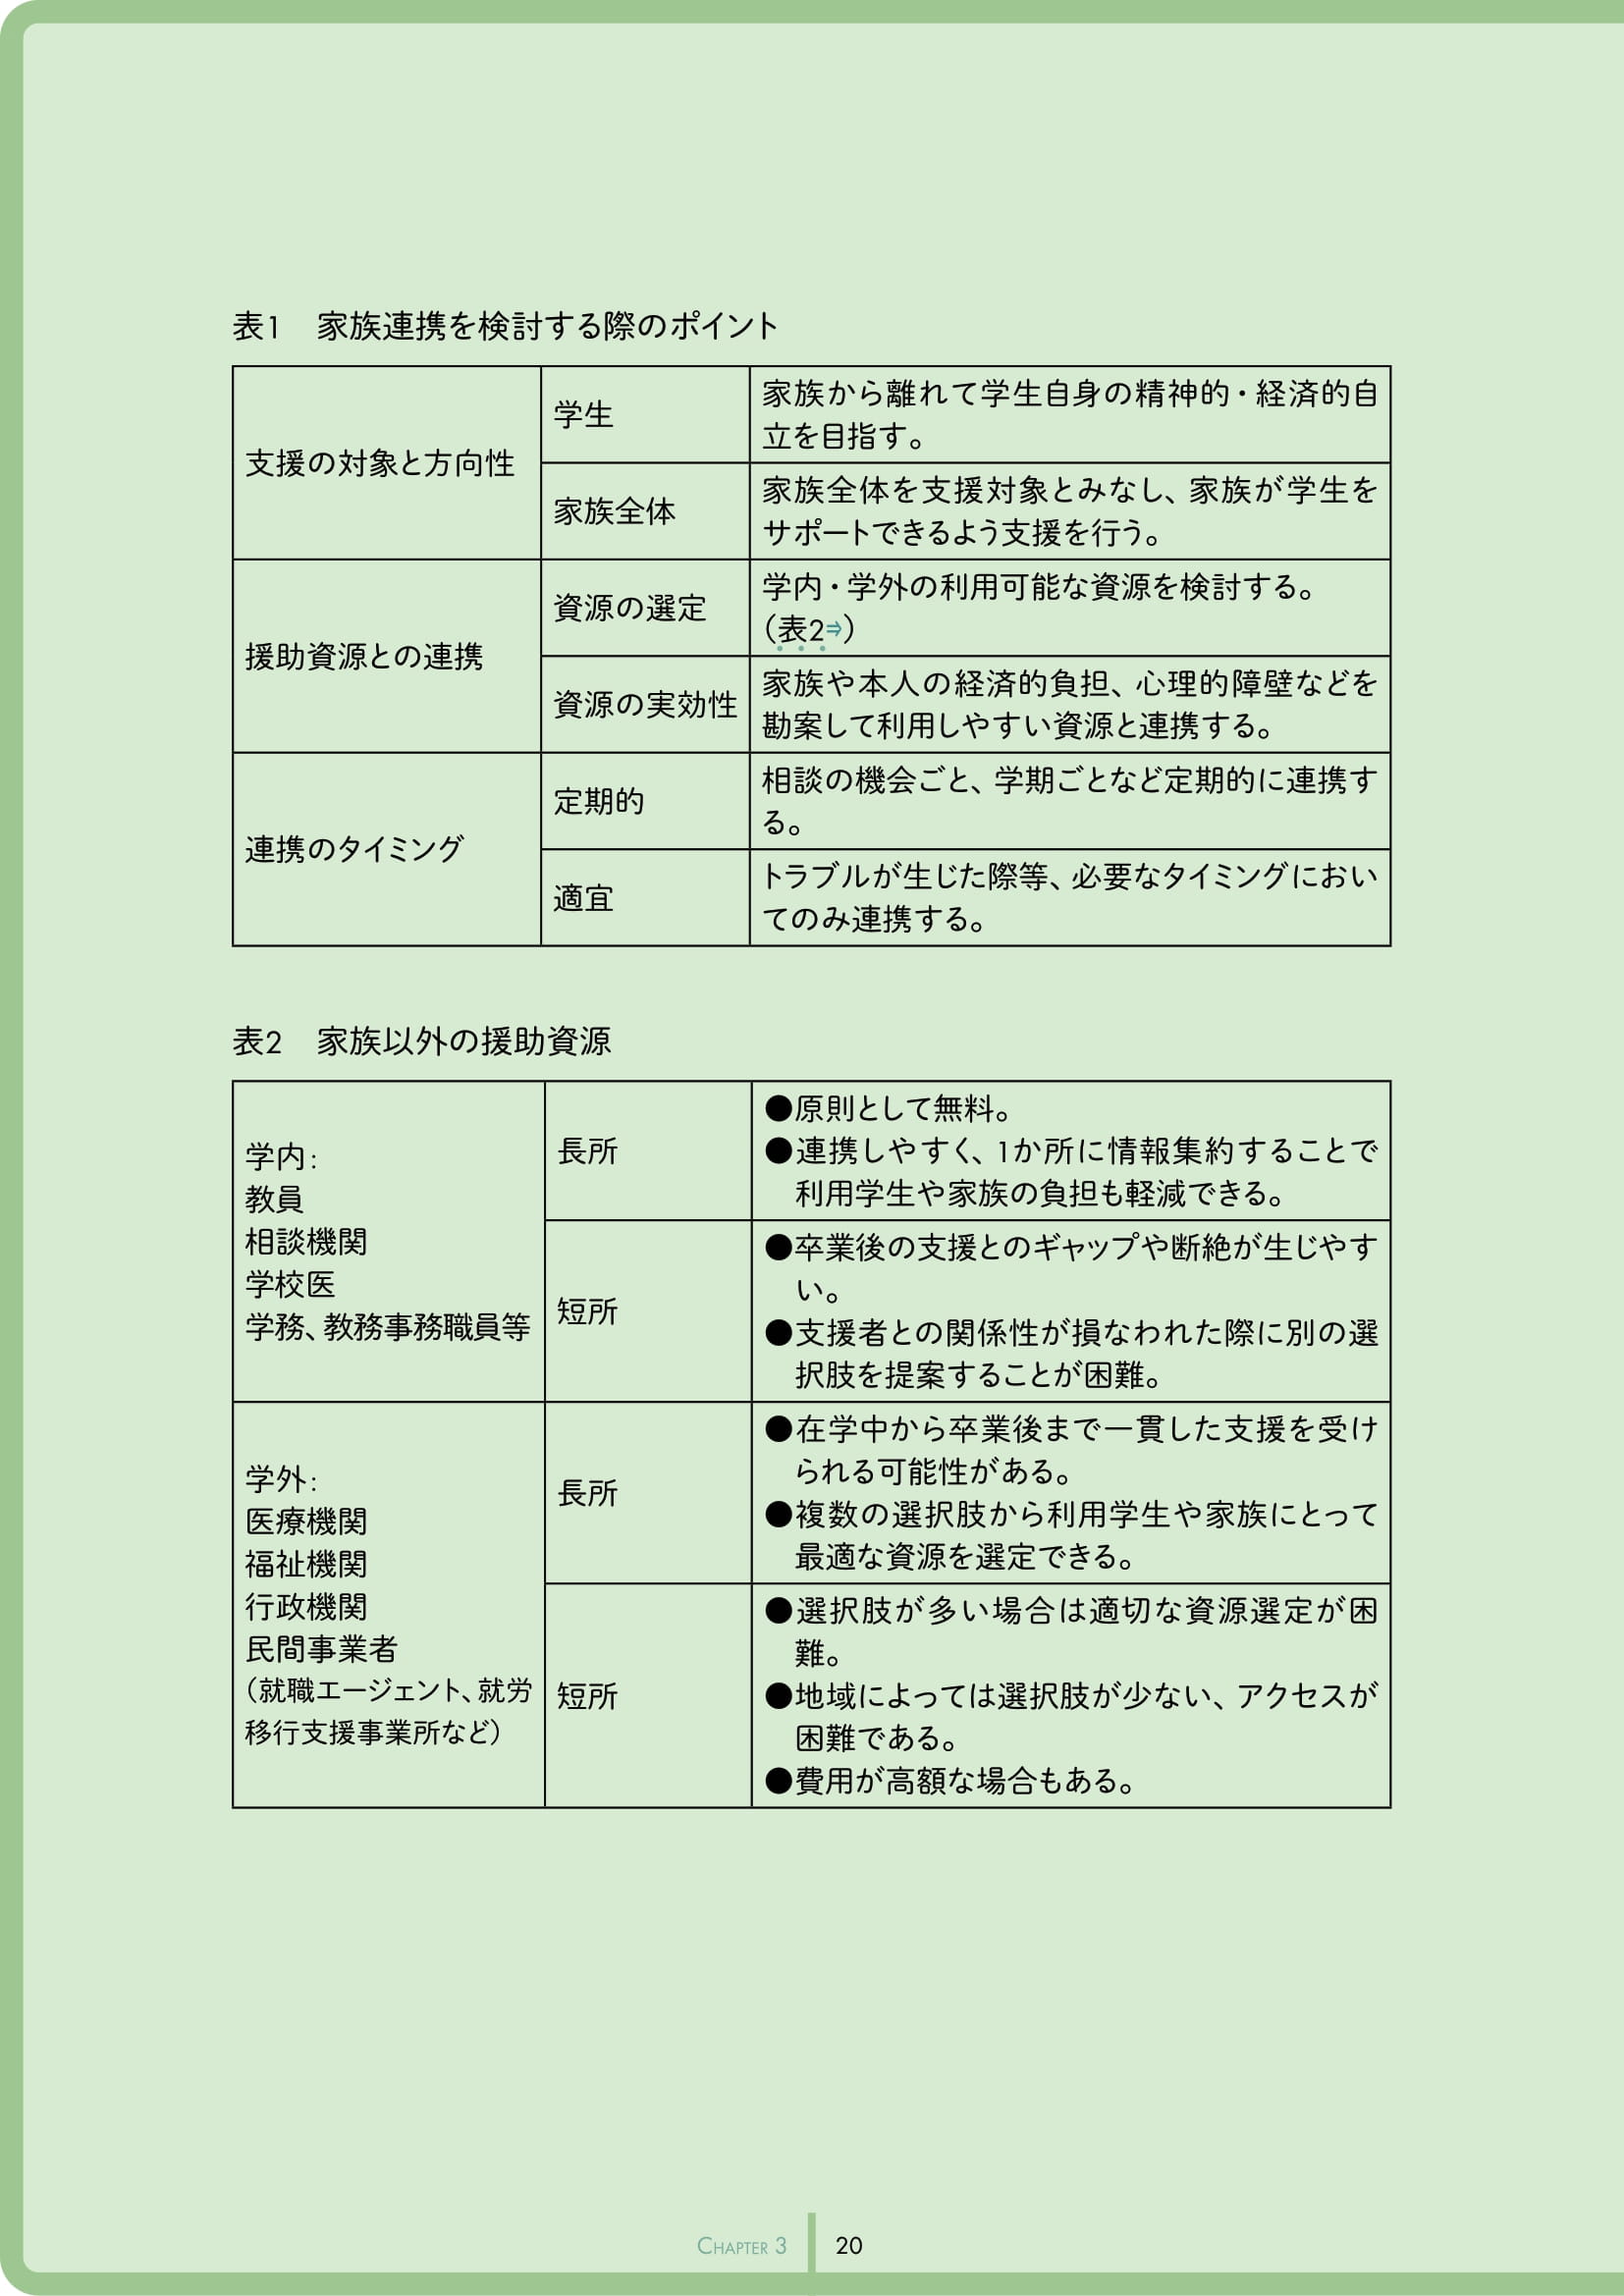 表1　家族連携を検討する際のポイント
支援の対象と方向性
学生
家族から離れて学生自身の精神的・経済的自
立を目指す。
家族全体
家族全体を支援対象とみなし、家族が学生を
サポートできるよう支援を行う。
援助資源との連携
資源の選定
学内・学外の利用可能な資源を検討する。
（表2⇒）
資源の実効性
家族や本人の経済的負担、心理的障壁などを
勘案して利用しやすい資源と連携する。
連携のタイミング
定期的
相談の機会ごと、学期ごとなど定期的に連携す
る。
適宜
トラブルが生じた際等、必要なタイミングにおい
てのみ連携する。
表2　家族以外の援助資源
学内：
教員
相談機関
学校医
学務、教務事務職員等
長所
●原則として無料。
●連携しやすく、1か所に情報集約することで
利用学生や家族の負担も軽減できる。
短所
●卒業後の支援とのギャップや断絶が生じやす
い。
●支援者との関係性が損なわれた際に別の選
択肢を提案することが困難。
学外：
医療機関
福祉機関
行政機関
民間事業者
（就職エージェント、就労
移行支援事業所など）
長所
●在学中から卒業後まで一貫した支援を受け
られる可能性がある。
●複数の選択肢から利用学生や家族にとって
最適な資源を選定できる。
短所
●選択肢が多い場合は適切な資源選定が困
難。
●地域によっては選択肢が少ない、アクセスが
困難である。
●費用が高額な場合もある。
Chapter 3
20